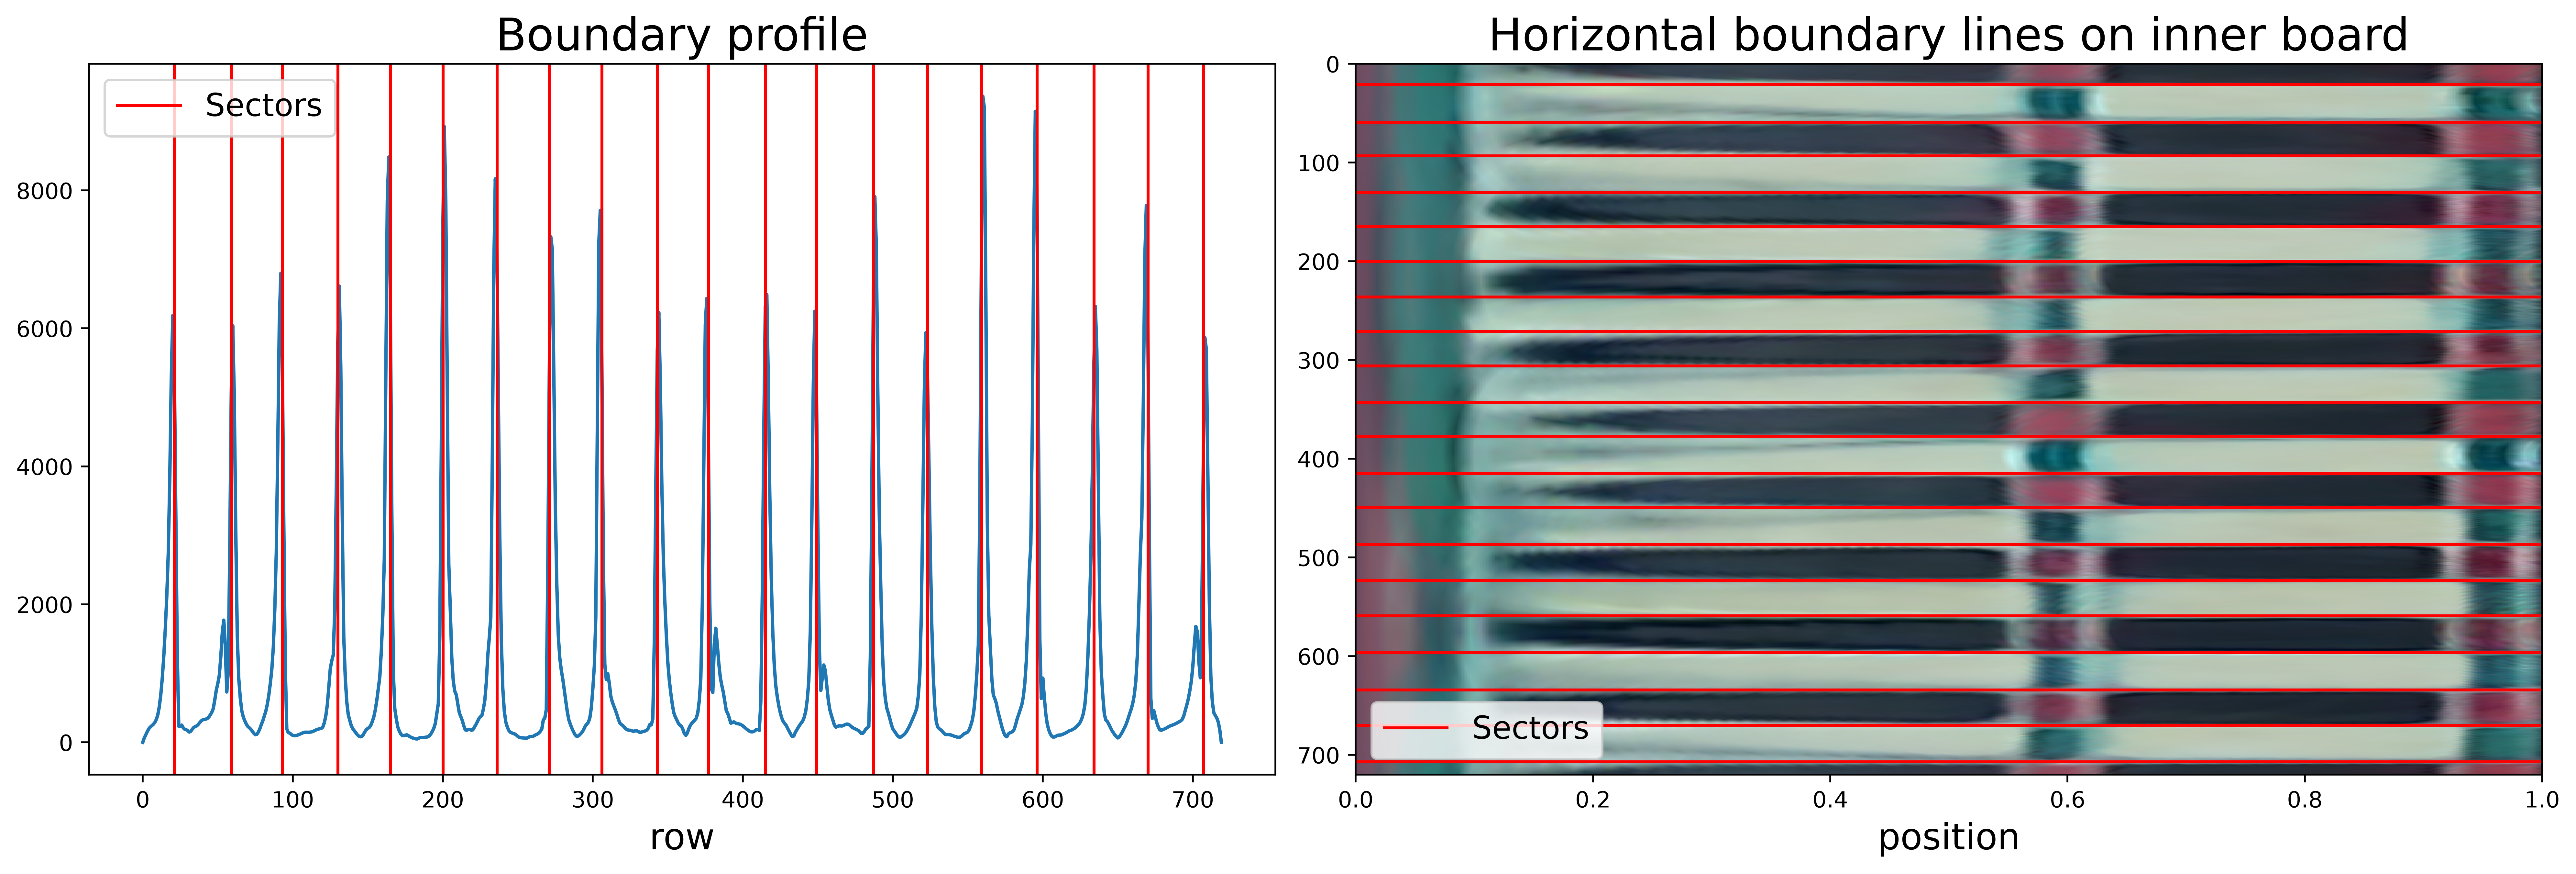 Boundary profile
Sectors
8000
6000
4000
2000
0
0 100 200 300 400 500 600 700
row
Horizontal boundary lines on inner board
0
100
200
300
400
500
600
700
Sectors
0.0 0.2 0.4 0.6 0.8 1.0
position